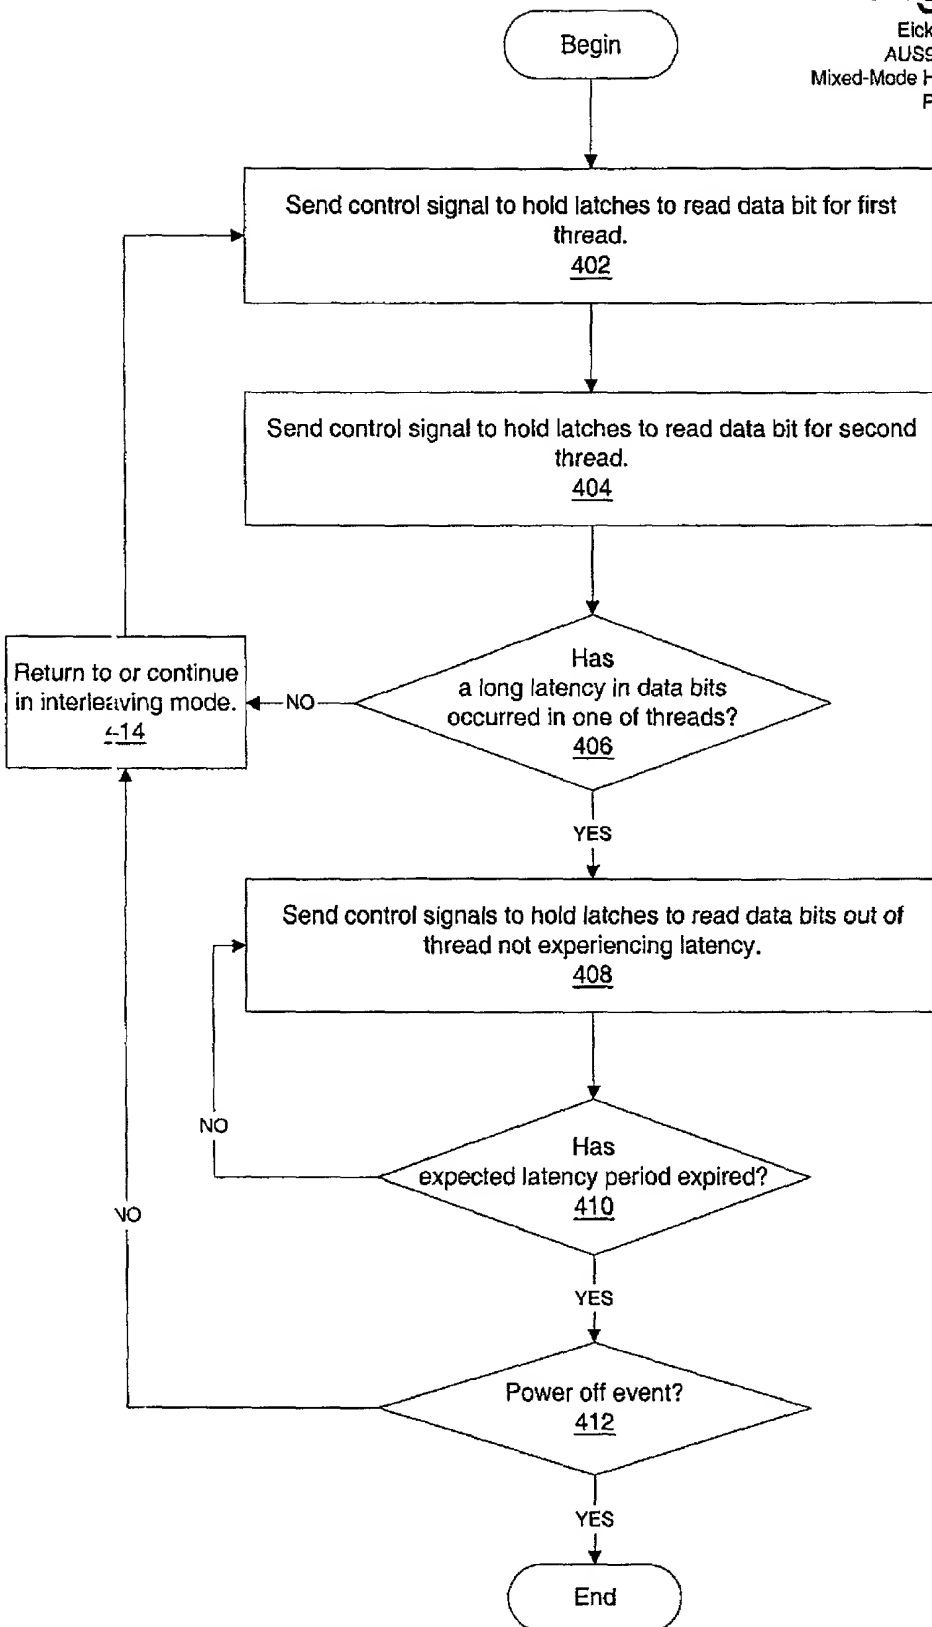 Begin
Eick
AUS9
Mixed-Mode H
P
Send control signal to hold latches to read data bit for first
thread.
402
Send control signal to hold latches to read data bit for second
thread.
404
Return to or continue
in interleaving mode.
414
NO
Has
a long latency in data bits
occurred in one of threads?
406
YES
Send control signals to hold latches to read data bits out of
thread not experiencing latency.
408
NO
Has
expected latency period expired?
410
NO
YES
Power off event?
412
YES
End